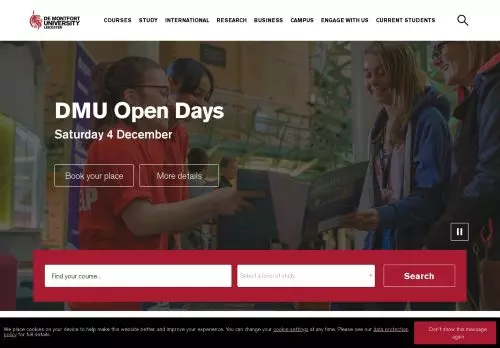 DE MONTFORT
UNIVERSITY
LEICESTER
COURSES STUDY INTERNATIONAL RESEARCH BUSINESS CAMPUS ENGAGE WITH US CURRENT STUDENTS
DMU Open Days
Saturday 4 December
Book your place More details
Find your course... Select a level of study... Search
We place cookies on your device to help make this website better, and improve your experience. You can change your cookie settings at any time. Please see our data protection
policy for full details.
Don't show this message
again